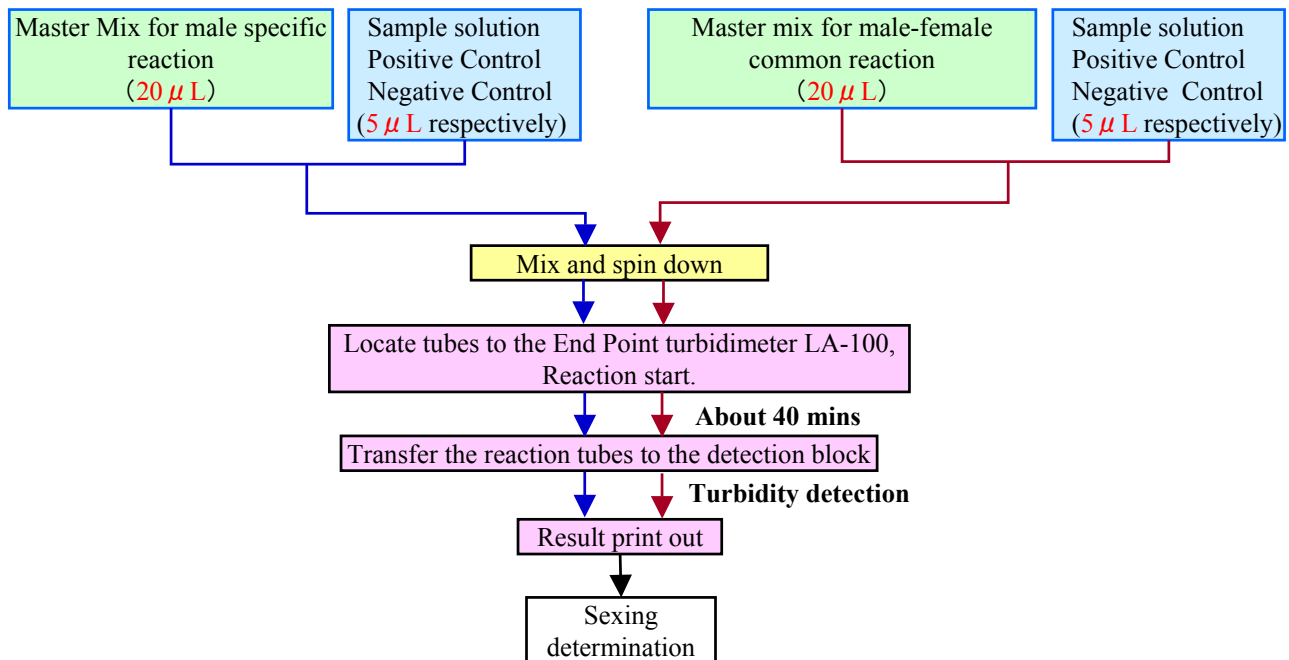 Master Mix for male specific
reaction
（20 μ L）
Sample solution
Positive Control
Negative Control
(5 μ L respectively)
Master mix for male-female
common reaction
（20 μ L）
Sample solution
Positive Control
Negative Control
(5 μ L respectively)
Mix and spin down
Locate tubes to the End Point turbidimeter LA-100,
Reaction start.
About 40 mins
Transfer the reaction tubes to the detection block
Turbidity detection
Result print out
Sexing
determination